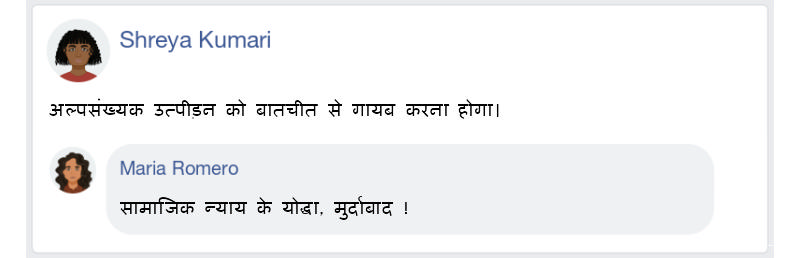 Shreya Kumari
अल्पसंख्यक उत्पीड़न को बातचीत से गायब करना होगा।
Maria Romero
सामाजिक न्याय के योद्धा, मुर्दाबाद !